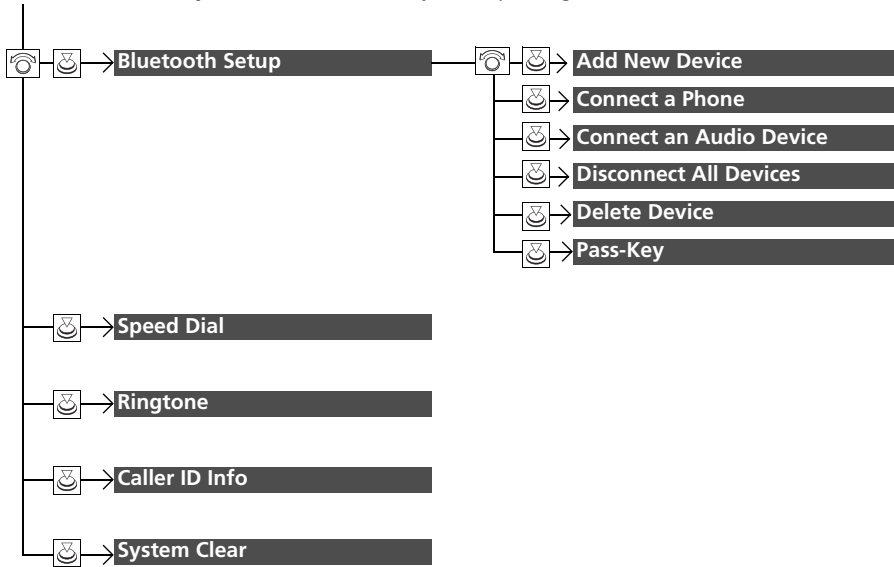 Bluetooth Setup
Add New Device
Connect a Phone
Connect an Audio Device
Disconnect All Devices
Delete Device
Pass-Key
Speed Dial
Ringtone
Caller ID Info
System Clear